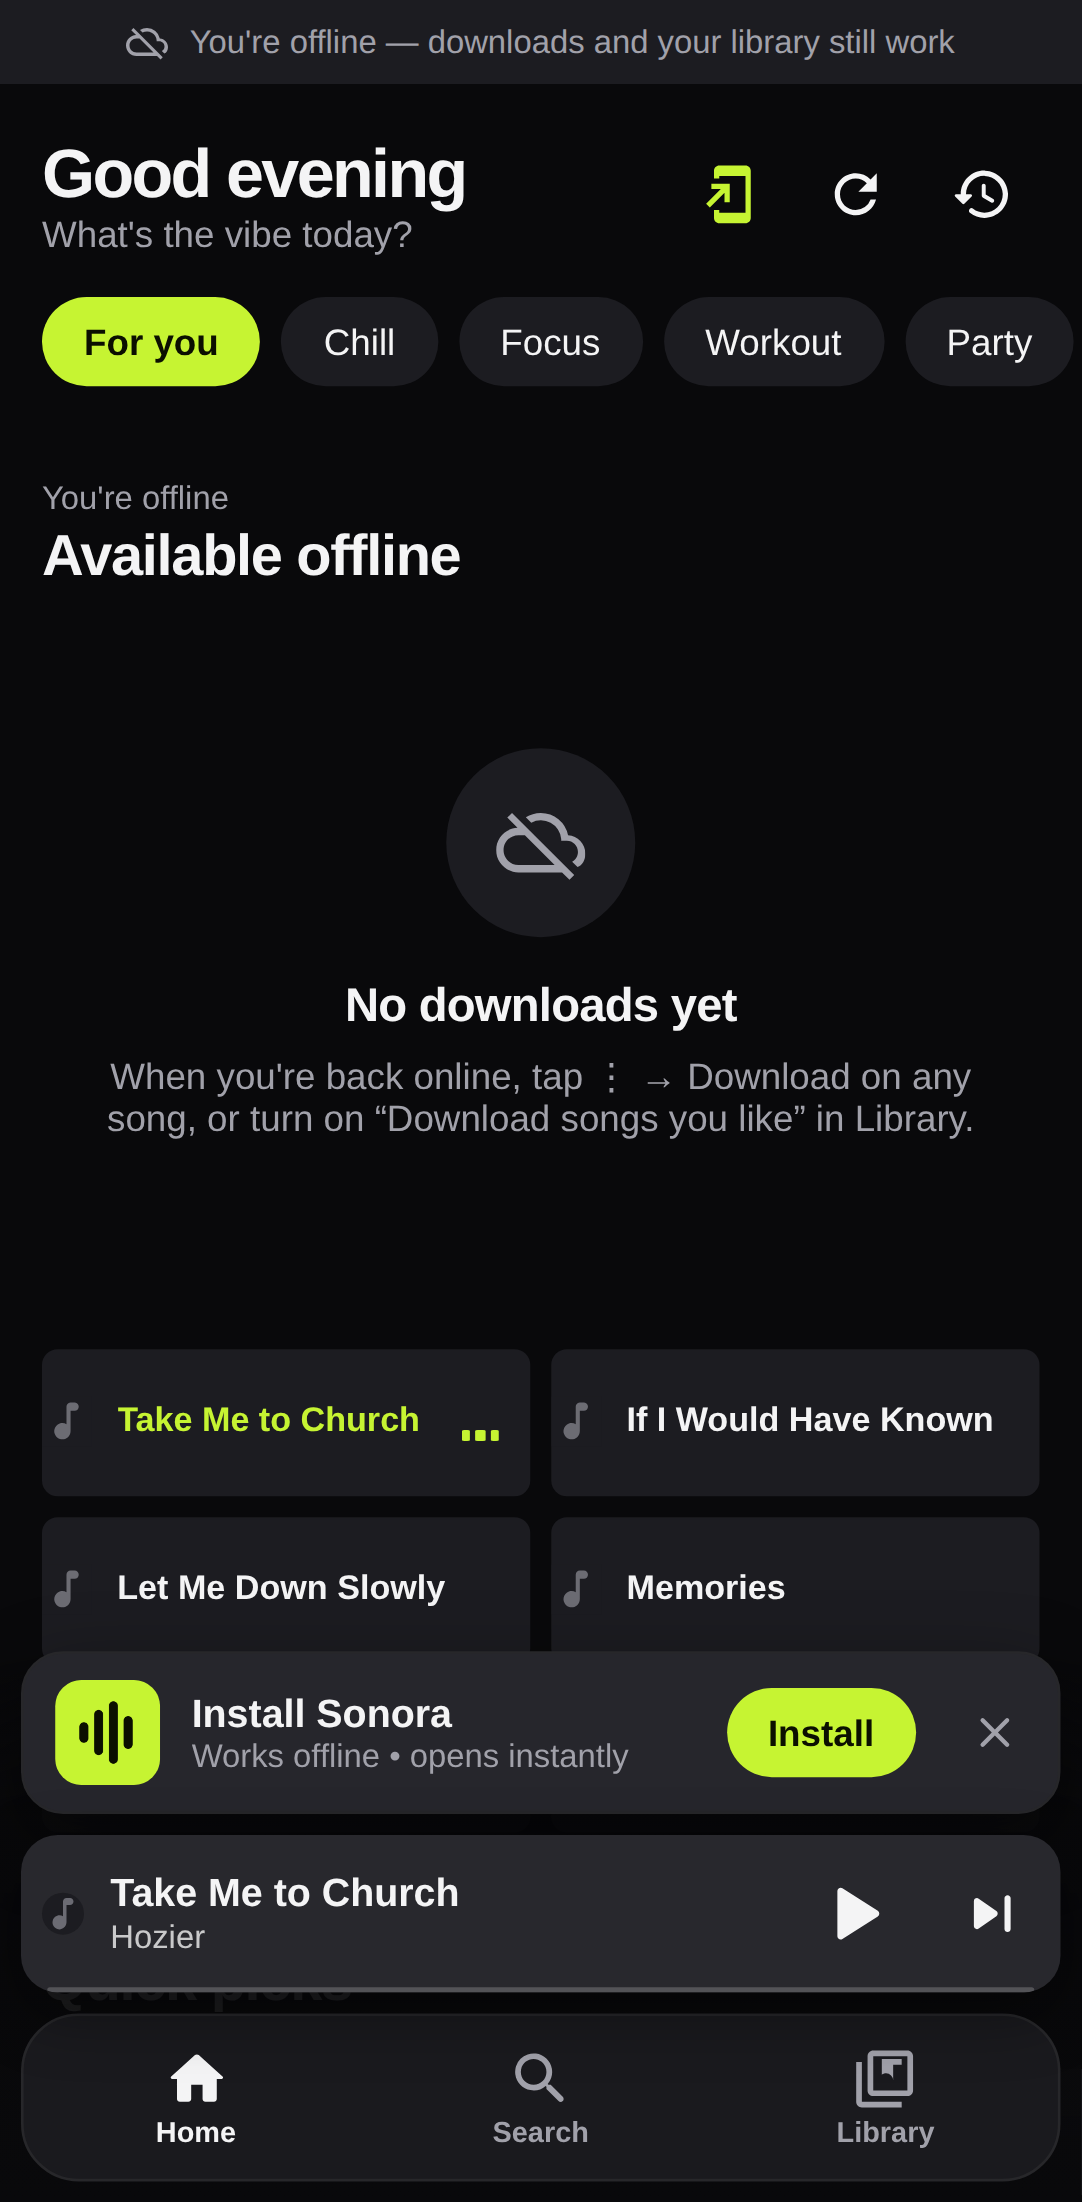 You're offline — downloads and your library still work
Good evening
What's the vibe today?
For you
Chill
Focus
Workout
Party
You're offline
Available offline
No downloads yet
When you're back online, tap ⋮ → Download on any
song, or turn on “Download songs you like” in Library.
Take Me to Church
If I Would Have Known
Let Me Down Slowly
Memories
Install Sonora
Works offline • opens instantly
Install
Take Me to Church
Hozier
Quick picks
Home
Search
Library